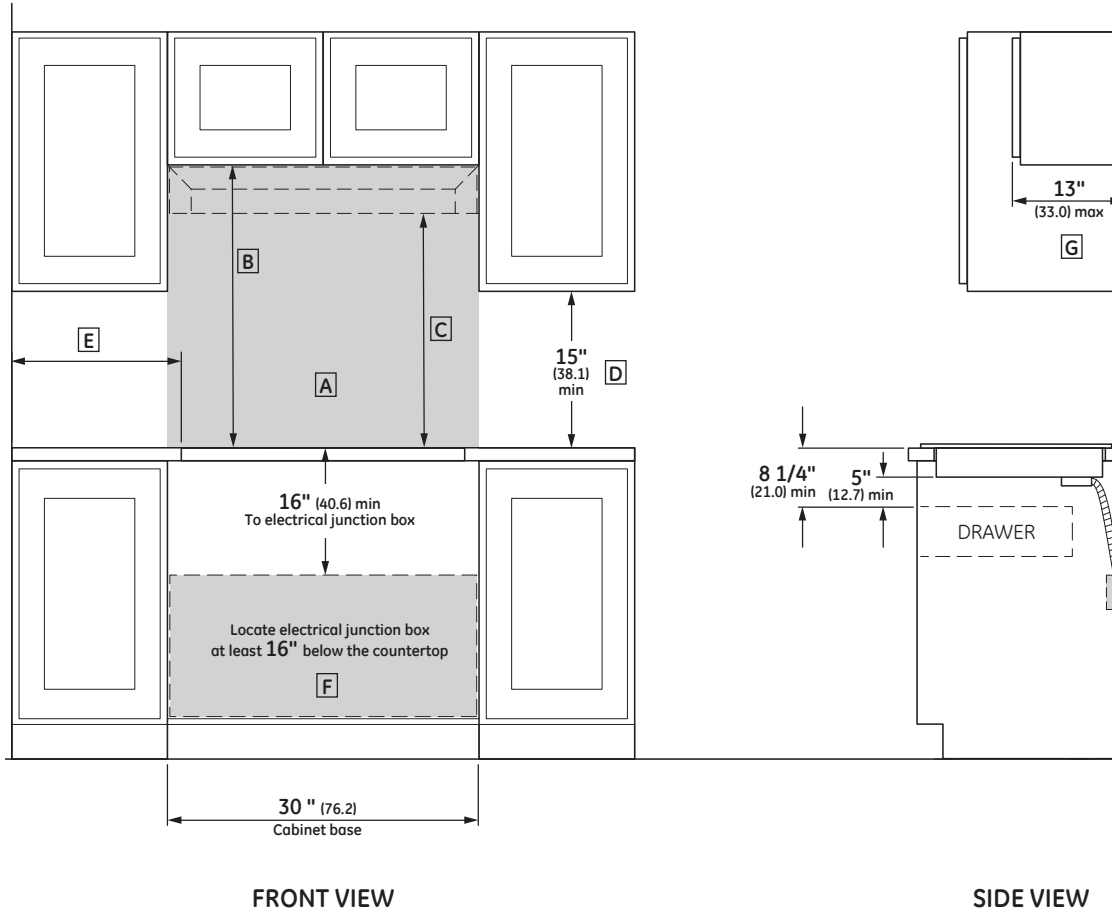 13"
(33.0) max
B
G
C
E
15"
(38.1)
min
D
A
16" (40.6) min
To electrical junction box
8 1/4"
(21.0) min
5"
(12.7) min
DRAWER
Locate electrical junction box
at least 16" below the countertop
F
30 " (76.2)
Cabinet base
FRONT VIEW
SIDE VIEW